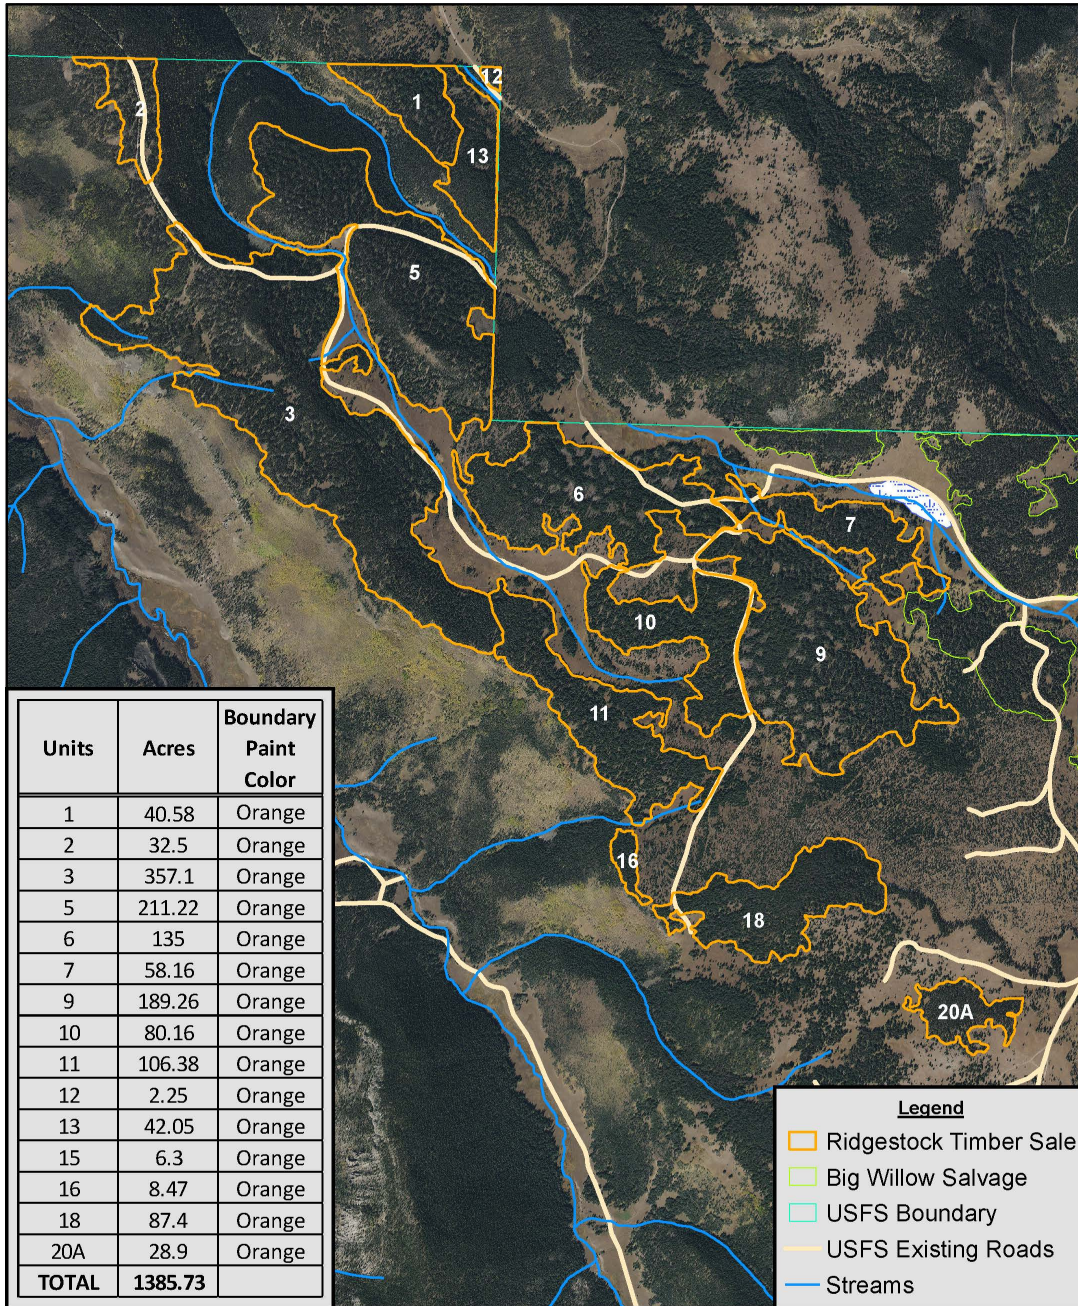 12
1
2
13
5
3
6
7
10
9
11
16
18
20A
Units Acres Boundary Paint Color
1 40.58 Orange
2 32.5 Orange
3 357.1 Orange
5 211.22 Orange
6 135 Orange
7 58.16 Orange
9 189.26 Orange
10 80.16 Orange
11 106.38 Orange
12 2.25 Orange
13 42.05 Orange
15 6.3 Orange
16 8.47 Orange
18 87.4 Orange
20A 28.9 Orange
TOTAL 1385.73
Legend
Ridgestock Timber Sale
Big Willow Salvage
USFS Boundary
USFS Existing Roads
Streams